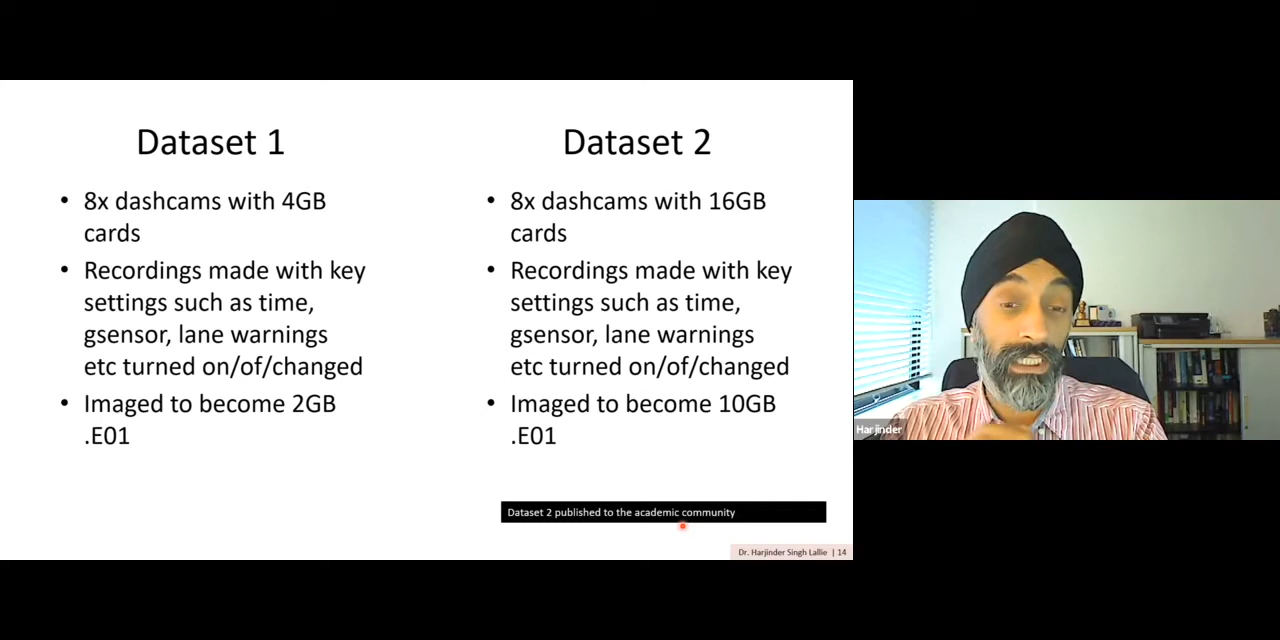 Dataset 1
• 8x dashcams with 4GB
cards
• Recordings made with key
settings such as time,
gsensor, lane warnings
etc turned on/of/changed
• Imaged to become 2GB
.E01
Dataset 2
• 8x dashcams with 16GB
cards
• Recordings made with key
settings such as time,
gsensor, lane warnings
etc turned on/of/changed
• Imaged to become 10GB
.E01
Dataset 2 published to the academic community
Dr. Harjinder Singh Lallie | 14
Harjinder